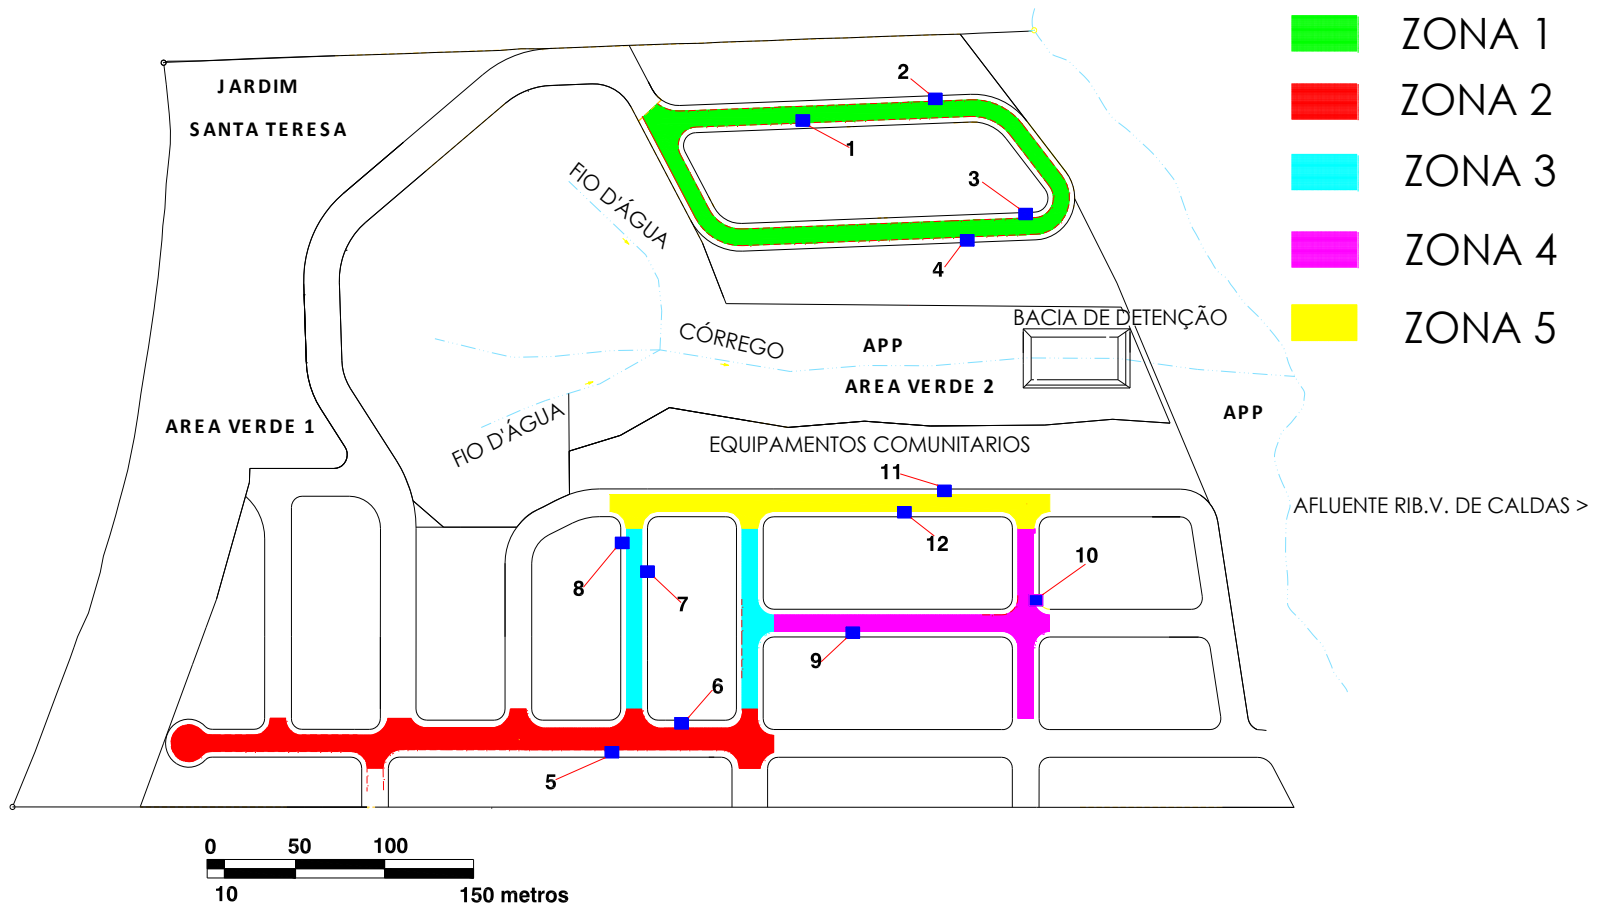 ZONA 1
ZONA 2
ZONA 3
ZONA 4
ZONA 5
JARDIM
SANTA TERESA
2
1
3
4
FIO D'ÁGUA
CÓRREGO
BACIA DE DETENÇÃO
APP
AREA VERDE 2
APP
AREA VERDE 1
FIO D'ÁGUA
EQUIPAMENTOS COMUNITARIOS
11
12
AFLUENTE RIB.V. DE CALDAS >
10
8
7
9
6
5
0 50 100
10 150 metros